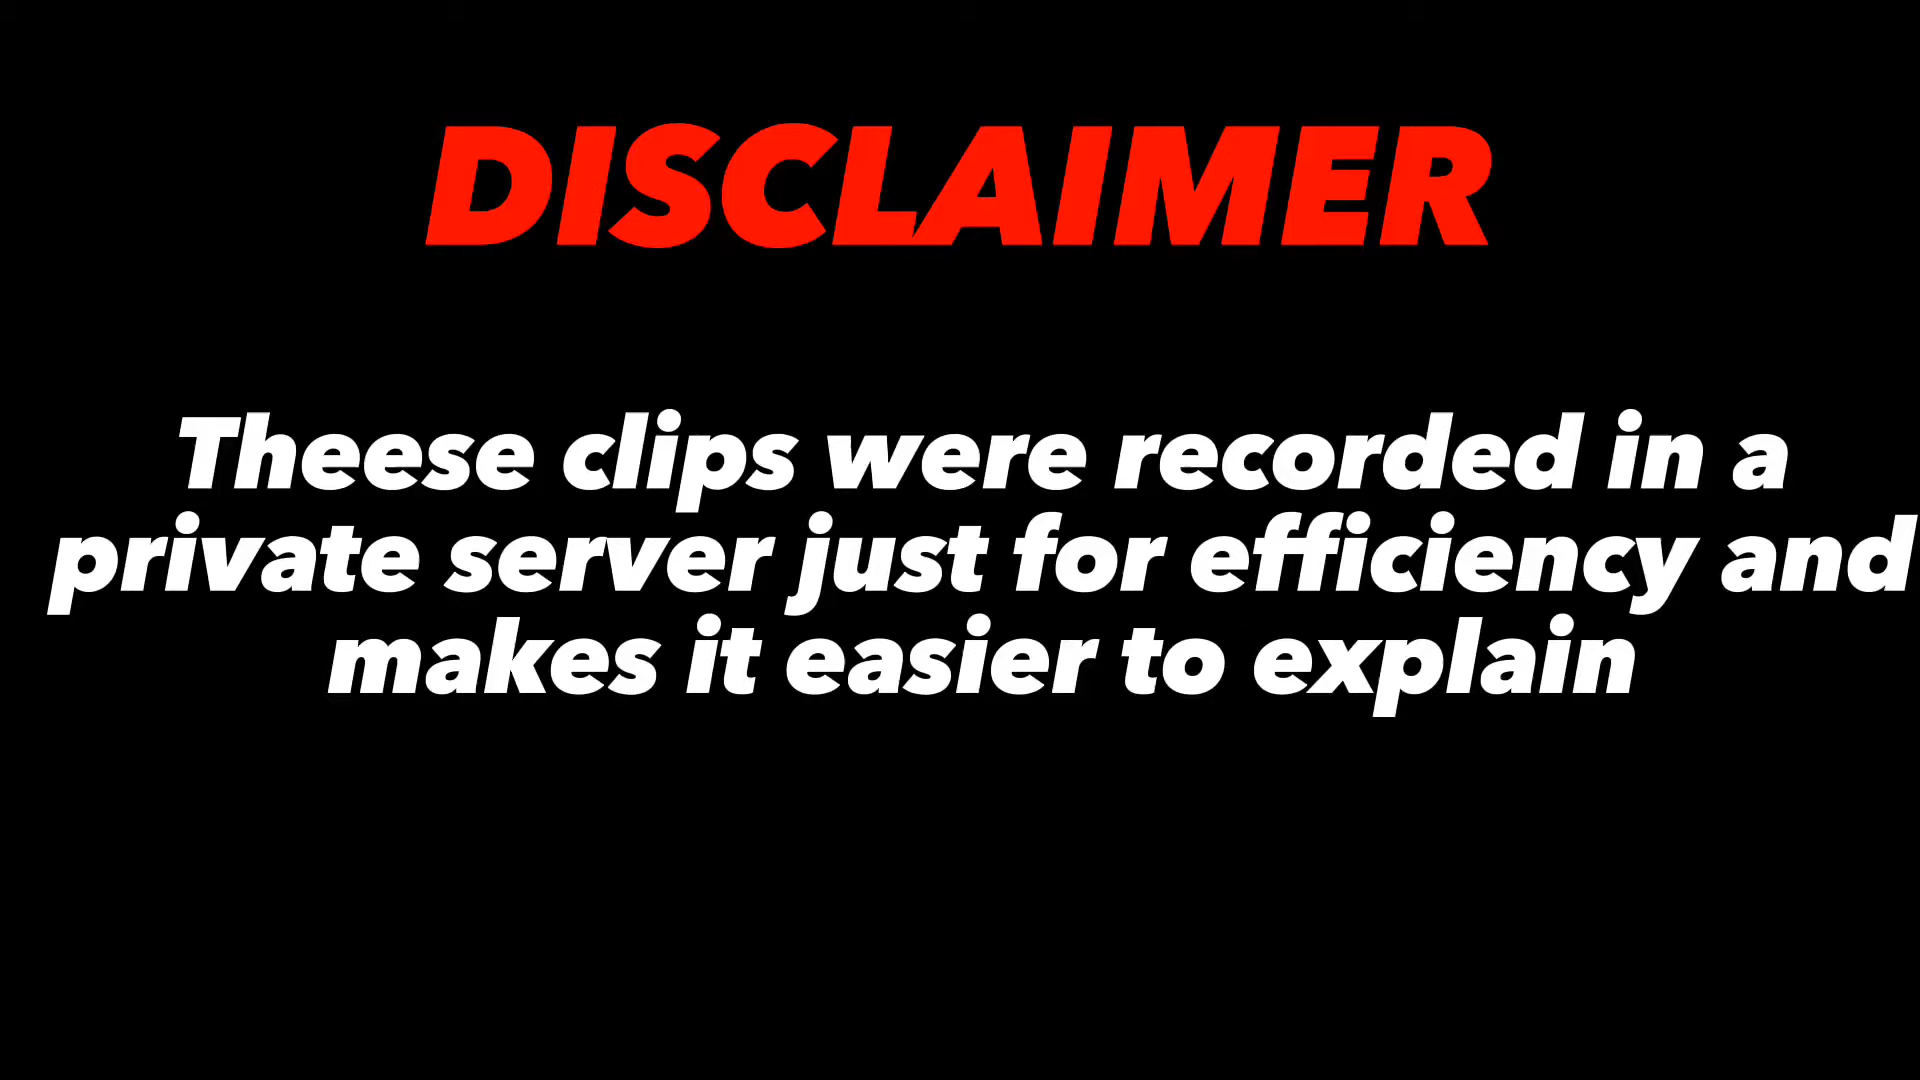 DISCLAIMER
Theese clips were recorded in a
private server just for efficiency and
makes it easier to explain